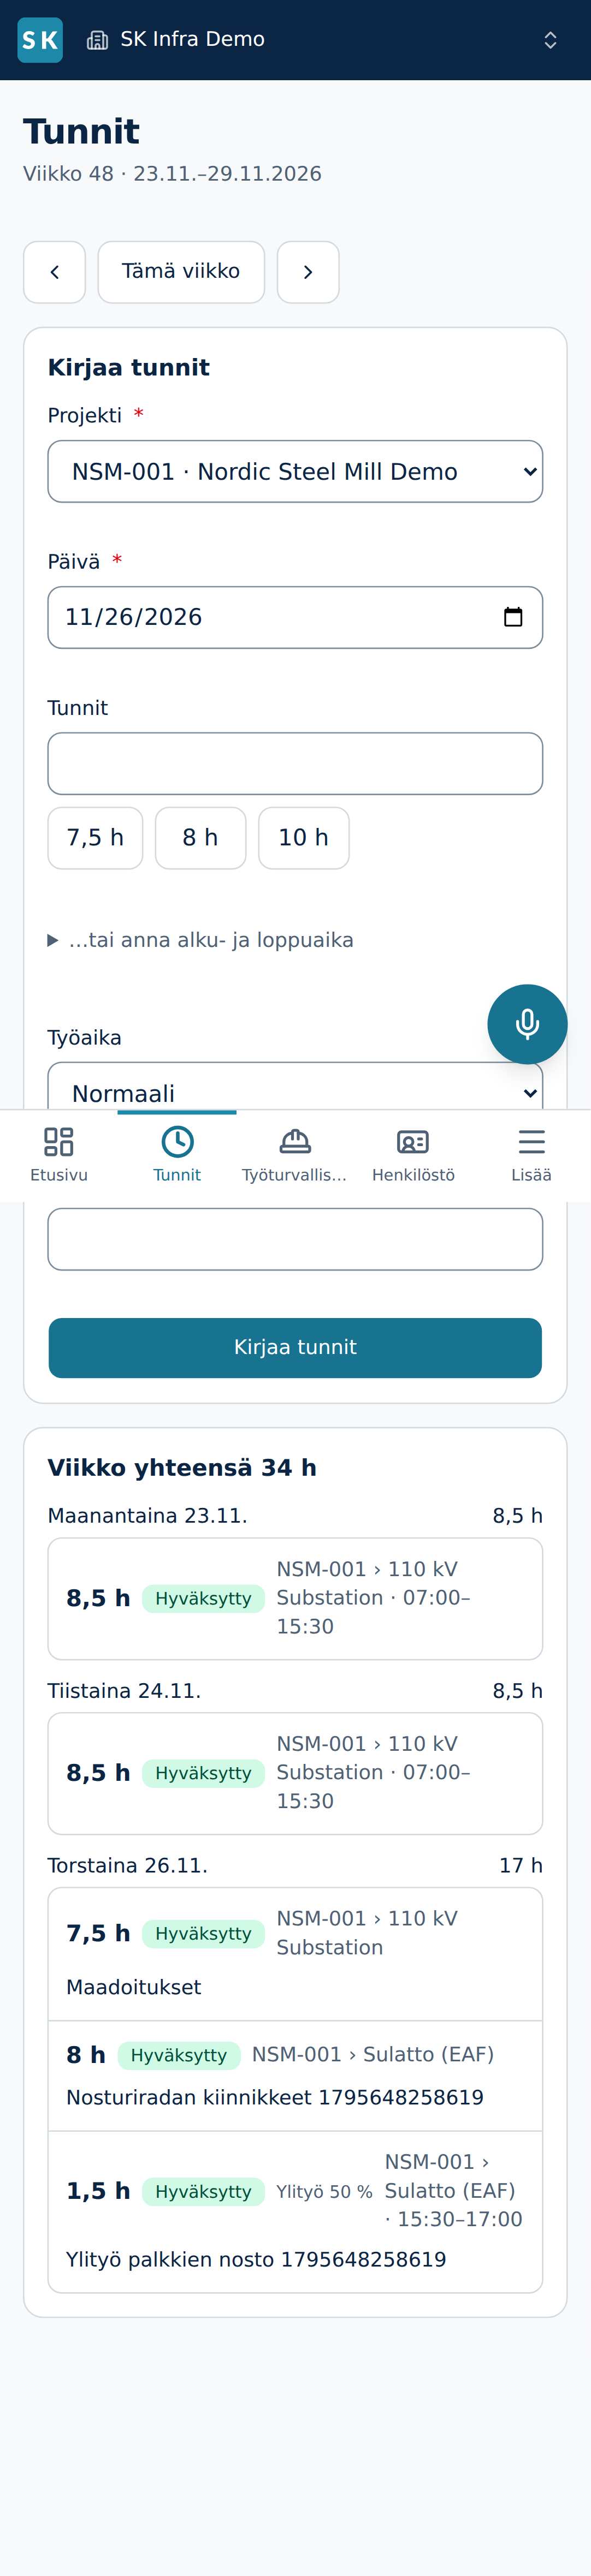 SK SK Infra Demo
Tunnit
Viikko 48 · 23.11.–29.11.2026
Tämä viikko
Kirjaa tunnit
Projekti *
NSM-001 · Nordic Steel Mill Demo
Päivä *
11/26/2026
Tunnit
7,5 h 8 h 10 h
...tai anna alku- ja loppuaika
Työaika
Normaali
Etusivu Tunnit Työturvallis... Henkilöstö Lisää
Kirjaa tunnit
Viikko yhteensä 34 h
Maanantaina 23.11. 8,5 h
8,5 h Hyväksytty NSM-001 › 110 kV
Substation · 07:00–
15:30
Tiistaina 24.11. 8,5 h
8,5 h Hyväksytty NSM-001 › 110 kV
Substation · 07:00–
15:30
Torstaina 26.11. 17 h
7,5 h Hyväksytty NSM-001 › 110 kV
Substation
Maadoitukset
8 h Hyväksytty NSM-001 › Sulatto (EAF)
Nosturiradan kiinnikkeet 1795648258619
1,5 h Hyväksytty Ylityö 50 % NSM-001 ›
Sulatto (EAF)
· 15:30–17:00
Ylityö palkkien nosto 1795648258619